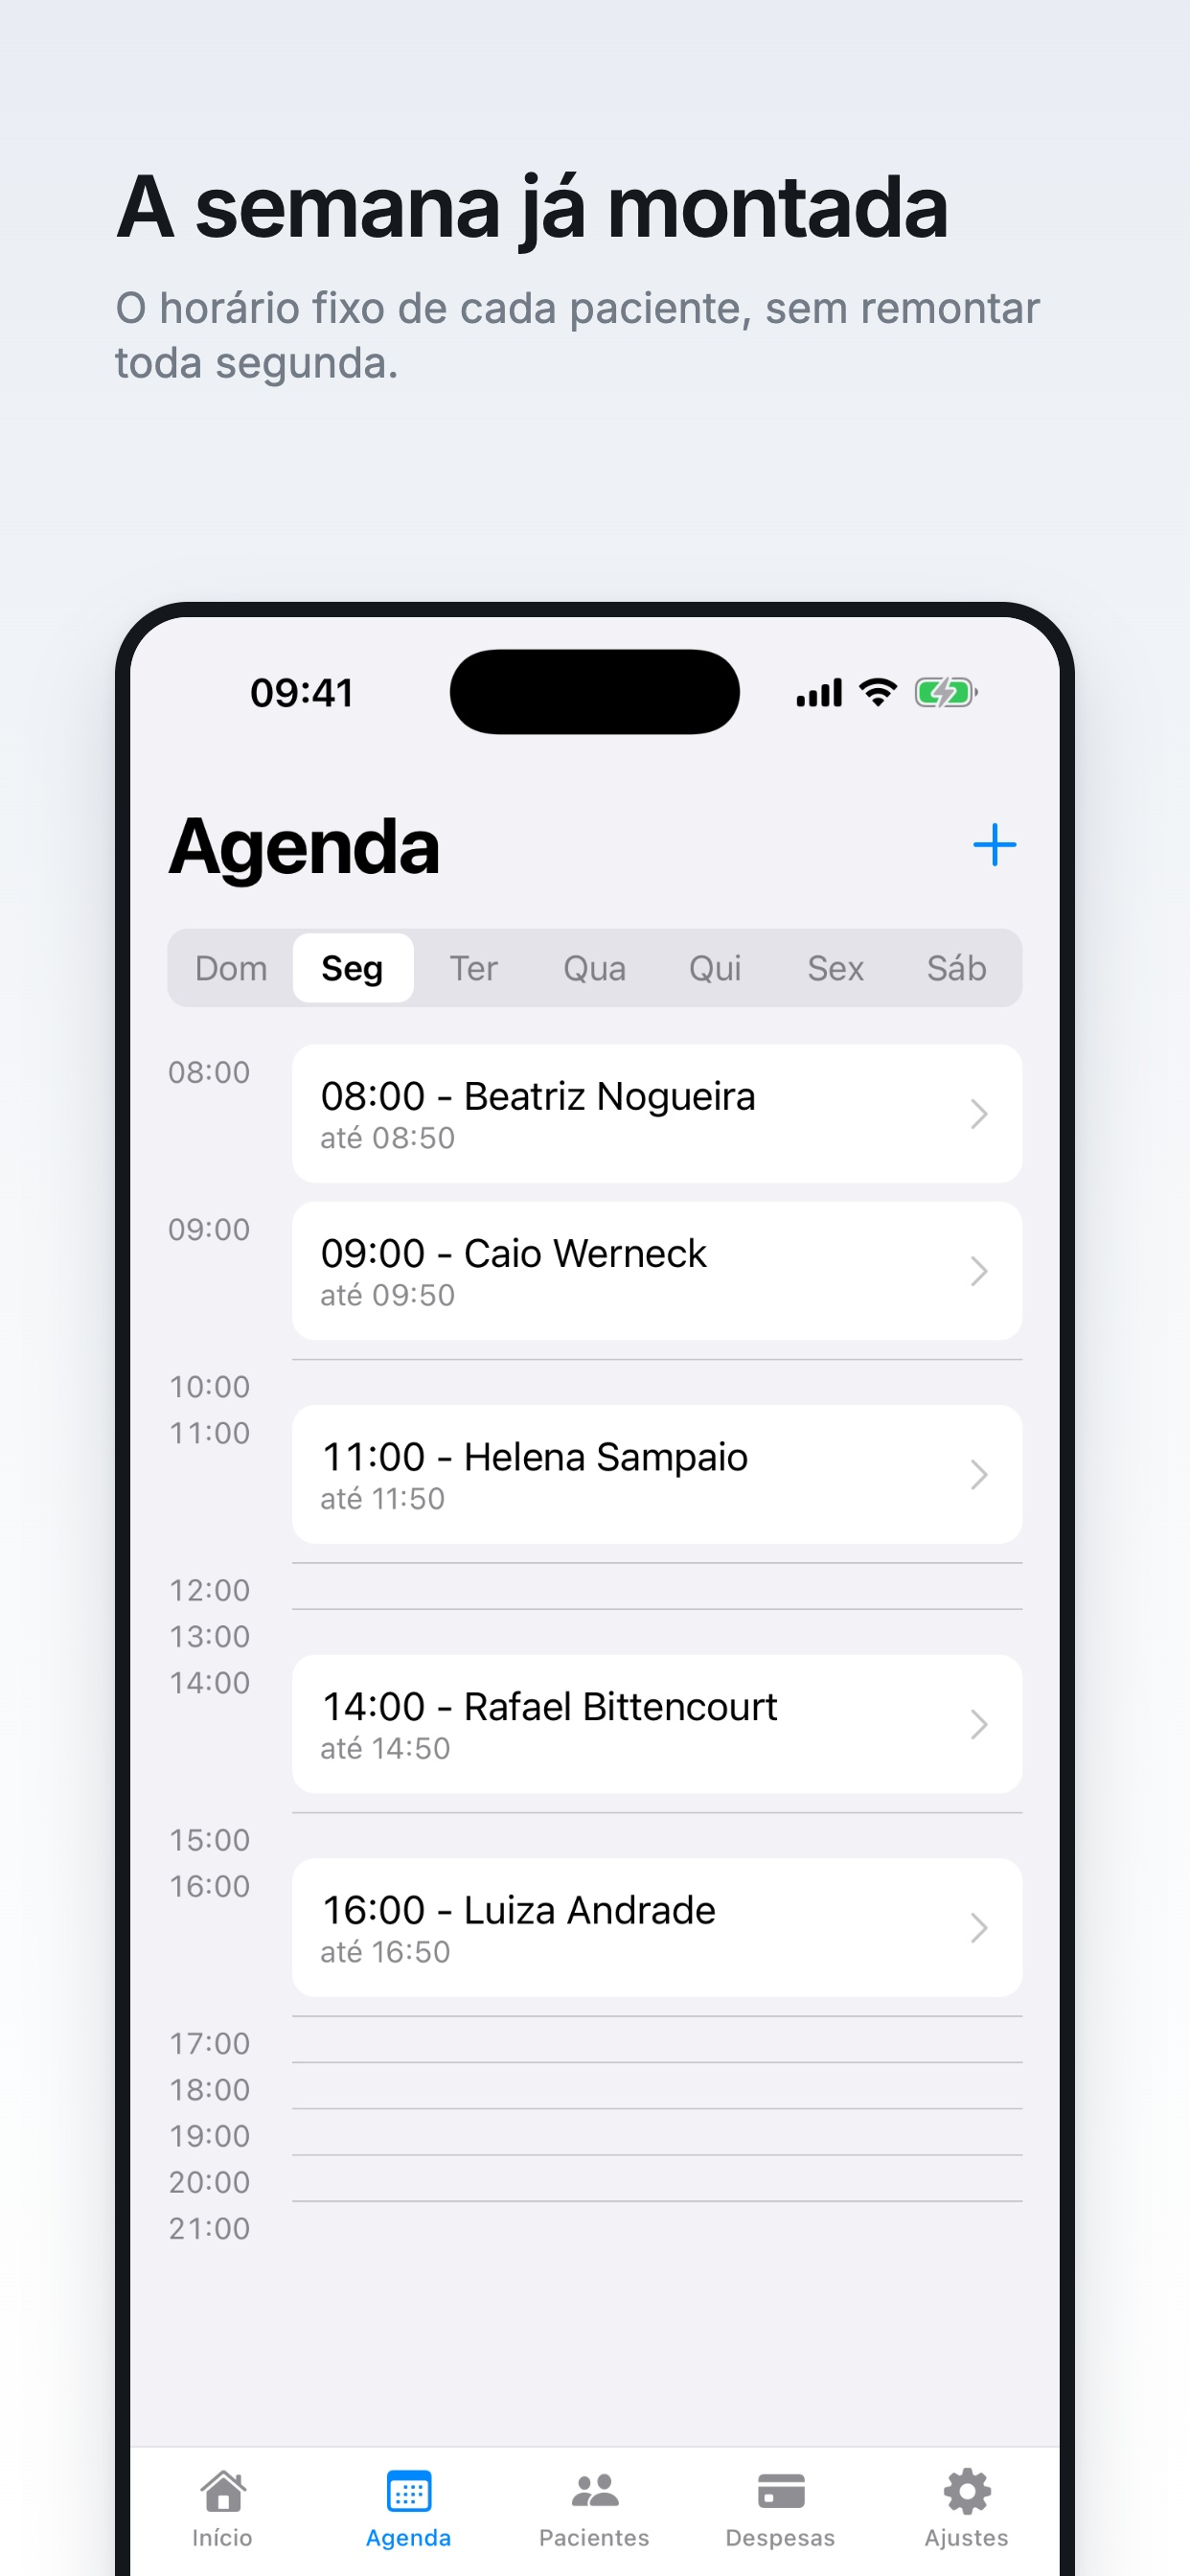 A semana já montada
O horário fixo de cada paciente, sem remontar
toda segunda.
09:41
Agenda
Dom Seg Ter Qua Qui Sex Sáb
08:00
08:00 - Beatriz Nogueira
até 08:50
09:00
09:00 - Caio Werneck
até 09:50
10:00
11:00
11:00 - Helena Sampaio
até 11:50
12:00
13:00
14:00
14:00 - Rafael Bittencourt
até 14:50
15:00
16:00
16:00 - Luiza Andrade
até 16:50
17:00
18:00
19:00
20:00
21:00
Início Agenda Pacientes Despesas Ajustes